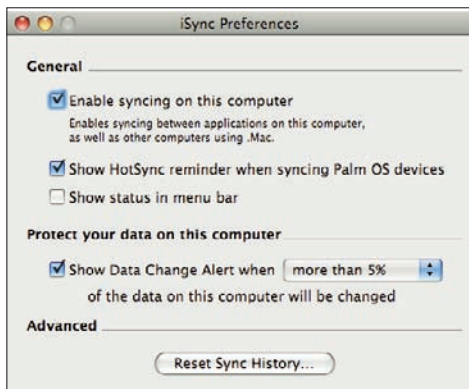 iSync Preferences
General
Enable syncing on this computer
Enables syncing between applications on this computer,
as well as other computers using .Mac.
Show HotSync reminder when syncing Palm OS devices
Show status in menu bar
Protect your data on this computer
Show Data Change Alert when more than 5%
of the data on this computer will be changed
Advanced
Reset Sync History...